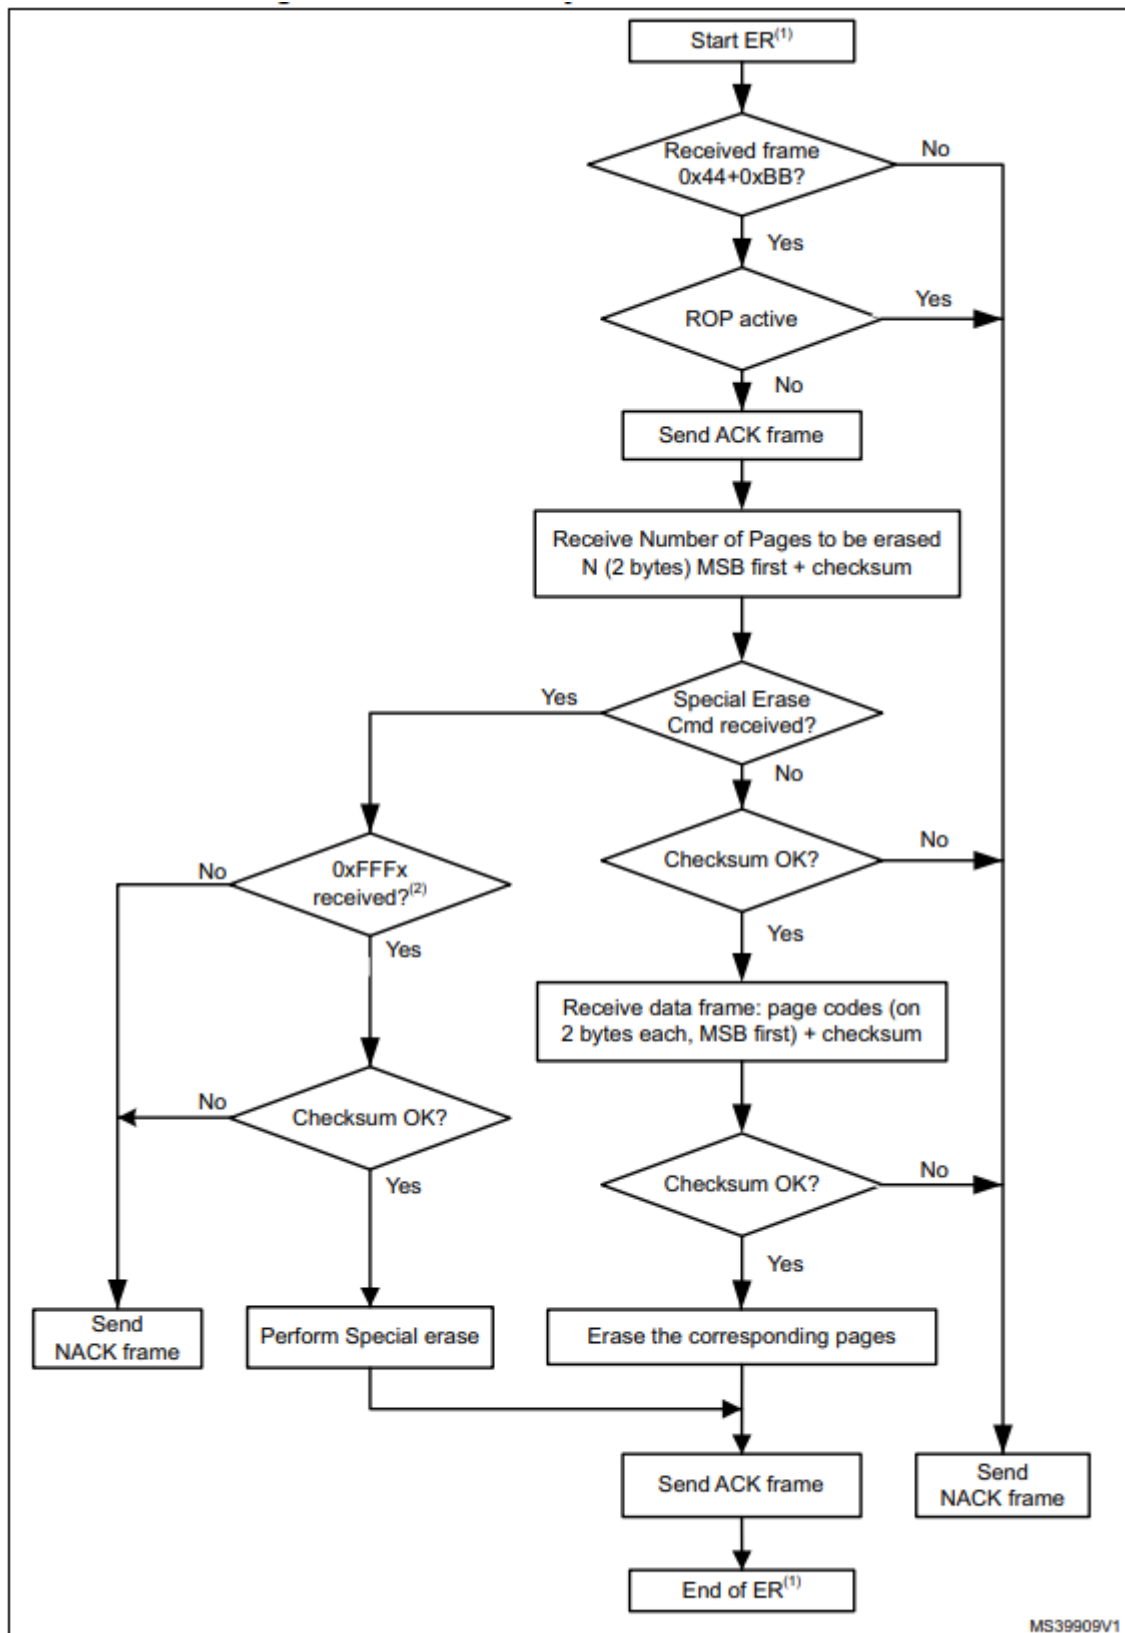 Start ER(1)
Received frame
0x44+0xBB?
No
Yes
ROP active
Yes
No
Send ACK frame
Receive Number of Pages to be erased
N (2 bytes) MSB first + checksum
Yes
Special Erase
Cmd received?
No
No
0xFFFx
received?(2)
Yes
Checksum OK?
No
Yes
Receive data frame: page codes (on
2 bytes each, MSB first) + checksum
No
Checksum OK?
Yes
Checksum OK?
No
Yes
Send
NACK frame
Perform Special erase
Erase the corresponding pages
Send ACK frame
Send
NACK frame
End of ER(1)
MS39909V1